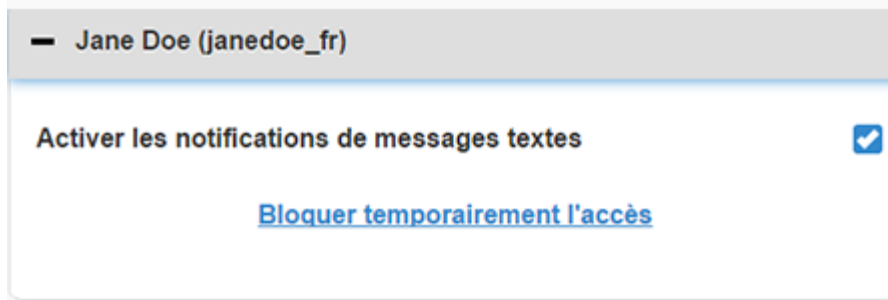 Jane Doe (janedoe_fr)
Activer les notifications de messages textes
Bloquer temporairement l'accès